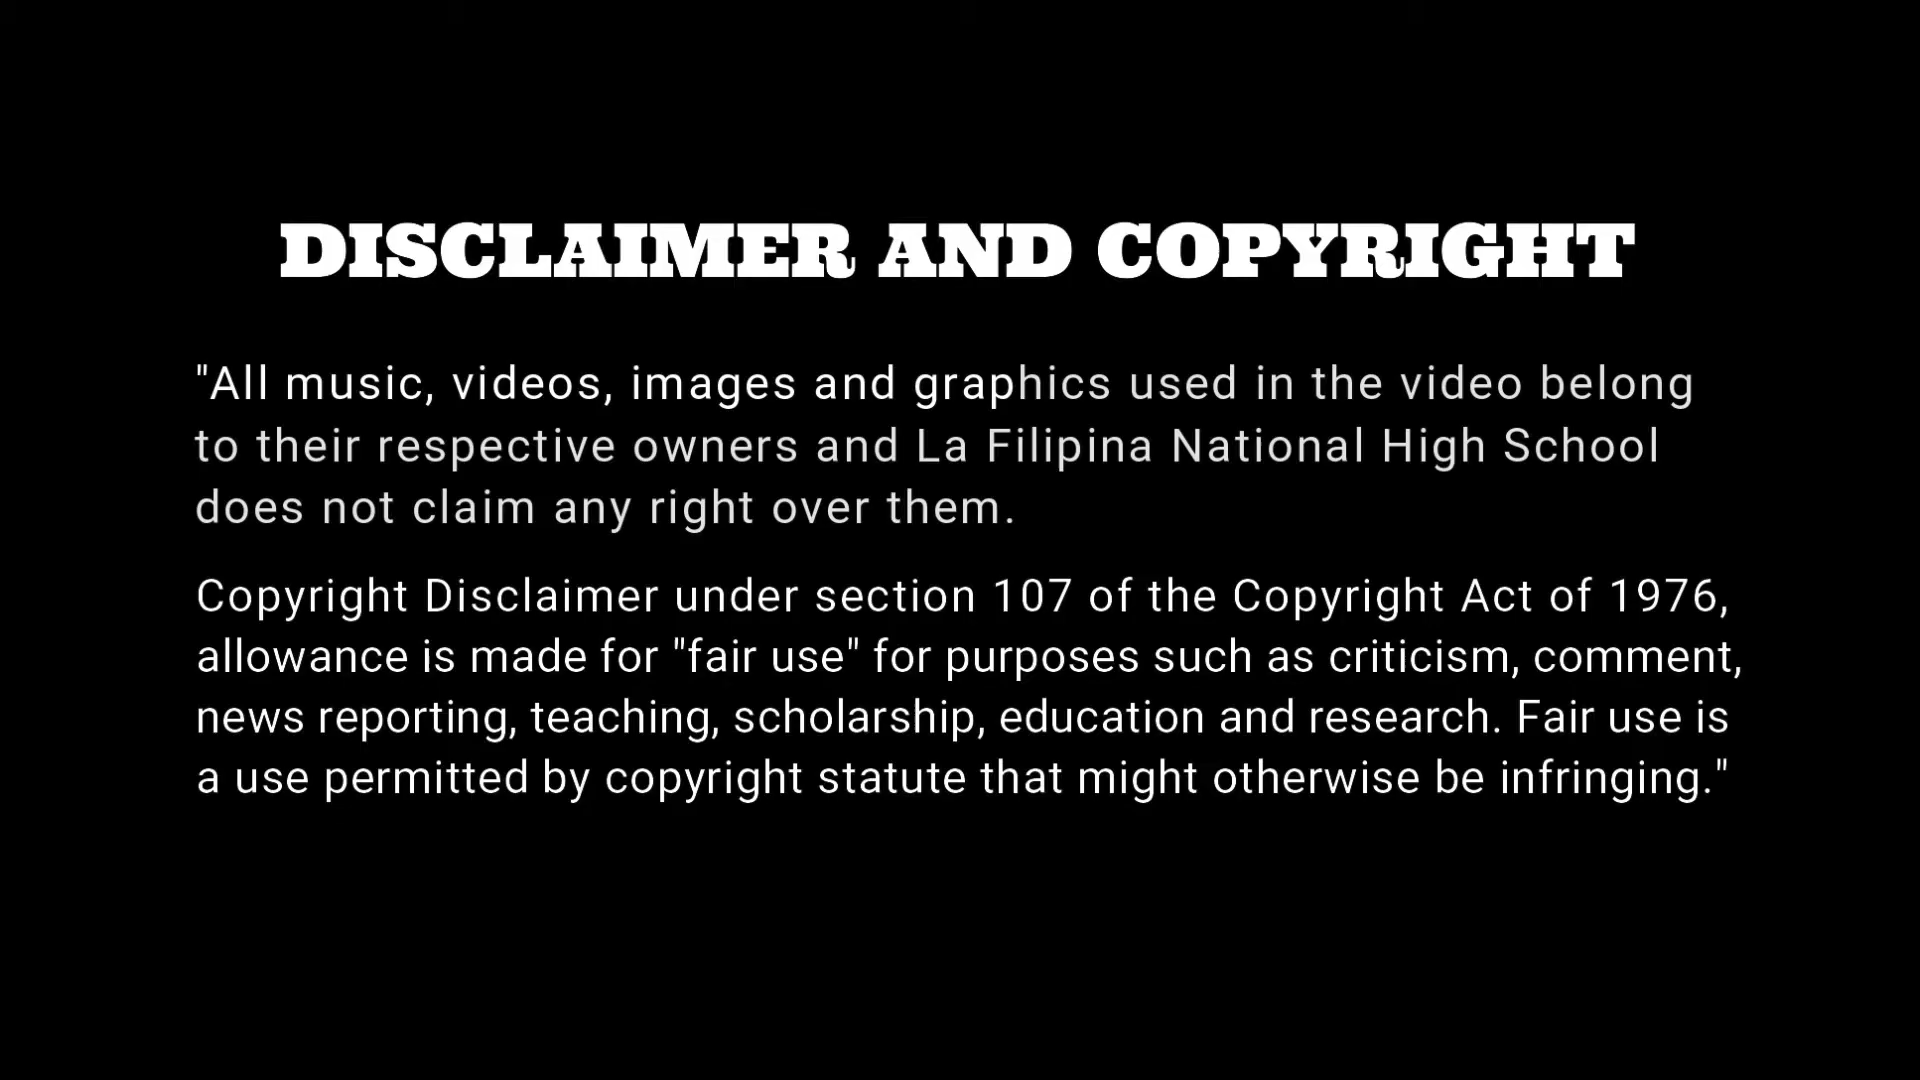 DISCLAIMER AND COPYRIGHT
"All music, videos, images and graphics used in the video belong
to their respective owners and La Filipina National High School
does not claim any right over them.
Copyright Disclaimer under section 107 of the Copyright Act of 1976,
allowance is made for "fair use" for purposes such as criticism, comment,
news reporting, teaching, scholarship, education and research. Fair use is
a use permitted by copyright statute that might otherwise be infringing."